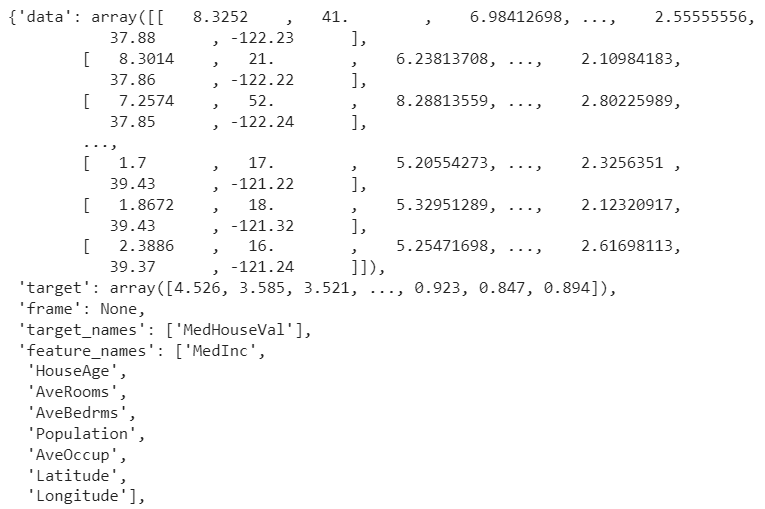 {'data': array([[   8.3252    ,   41.        ,    6.98412698, ...,    2.55555556,
           37.88      , -122.23      ],
        [   8.3014    ,   21.        ,    6.23813708, ...,    2.10984183,
           37.86      , -122.22      ],
        [   7.2574    ,   52.        ,    8.28813559, ...,    2.80225989,
           37.85      , -122.24      ],
        ...,
        [   1.7       ,   17.        ,    5.20554273, ...,    2.3256351 ,
           39.43      , -121.22      ],
        [   1.8672    ,   18.        ,    5.32951289, ...,    2.12320917,
           39.43      , -121.32      ],
        [   2.3886    ,   16.        ,    5.25471698, ...,    2.61698113,
           39.37      , -121.24      ]]),
 'target': array([4.526, 3.585, 3.521, ..., 0.923, 0.847, 0.894]),
 'frame': None,
 'target_names': ['MedHouseVal'],
 'feature_names': ['MedInc',
  'HouseAge',
  'AveRooms',
  'AveBedrms',
  'Population',
  'AveOccup',
  'Latitude',
  'Longitude'],